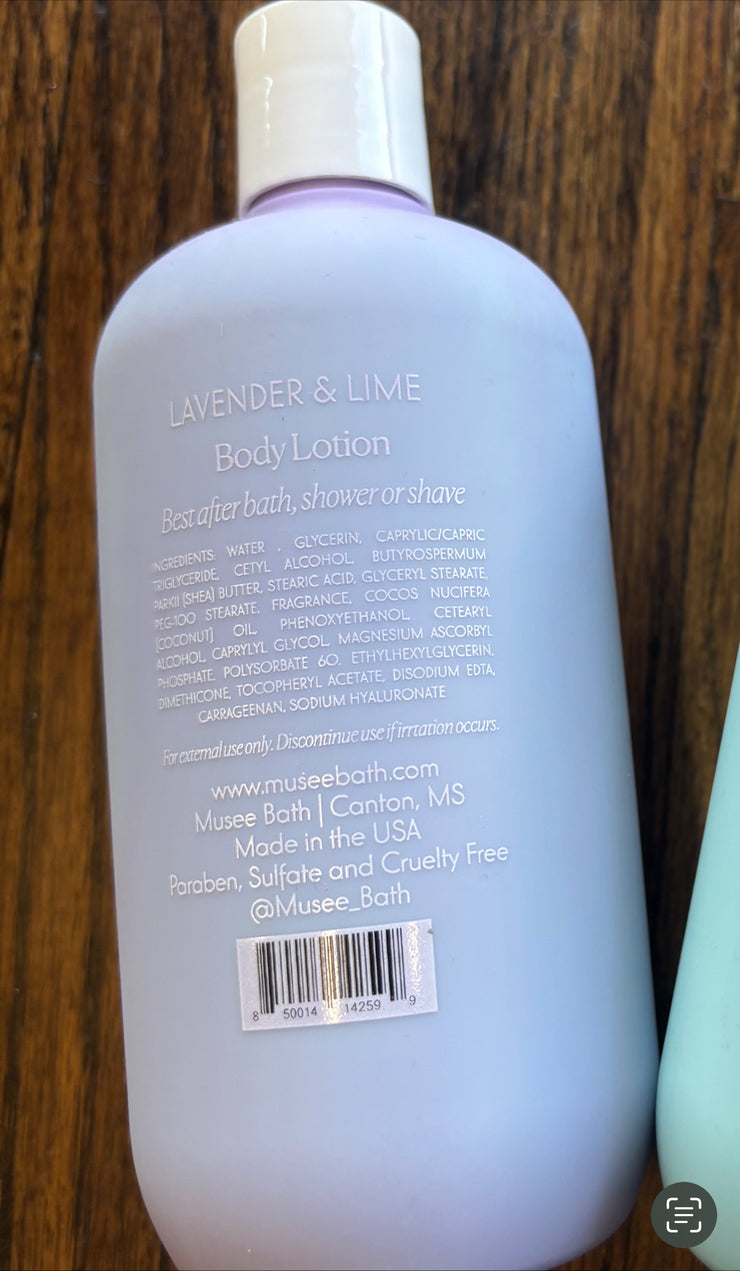 LAVENDER & LIME
Body Lotion
Best after bath, shower or shave
INGREDIENTS: WATER , GLYCERIN, CAPRYLIC/CAPRIC
TRIGLYCERIDE, CETYL ALCOHOL, BUTYROSPERMUM
PARKII (SHEA) BUTTER, STEARIC ACID, GLYCERYL STEARATE,
PEG-100 STEARATE, FRAGRANCE, COCOS NUCIFERA
(COCONUT) OIL, PHENOXYETHANOL, CETEARYL
ALCOHOL, CAPRYLYL GLYCOL, MAGNESIUM ASCORBYL
PHOSPHATE, POLYSORBATE 60, ETHYLHEXYLGLYCERIN,
DIMETHICONE, TOCOPHERYL ACETATE, DISODIUM EDTA,
CARRAGEENAN, SODIUM HYALURONATE
For external use only. Discontinue use if irrtation occurs.
www.museebath.com
Musee Bath | Canton, MS
Made in the USA
Paraben, Sulfate and Cruelty Free
@Musee_Bath
8 50014 14259 9